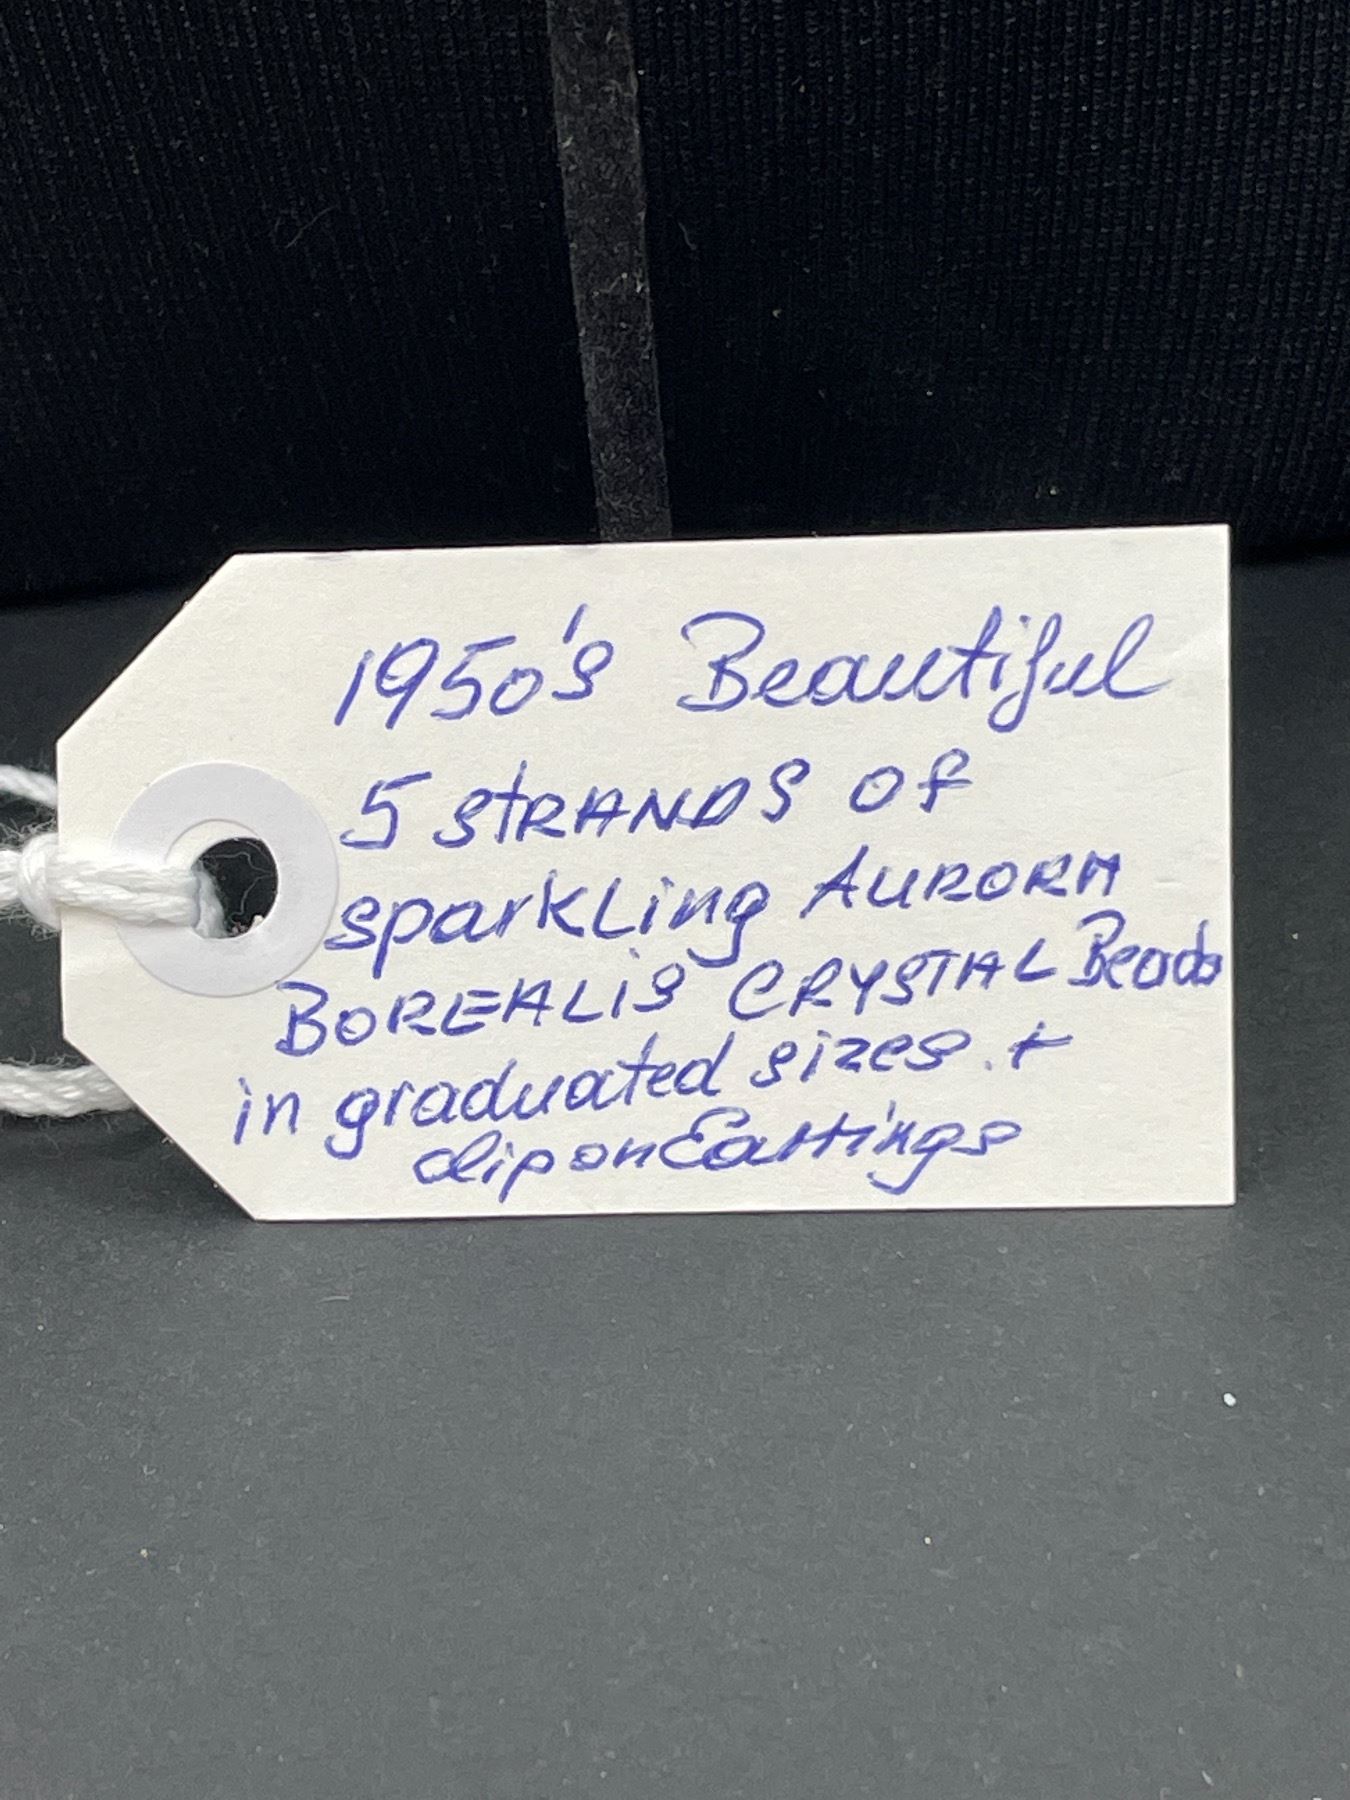 1950's Beautiful
5 STRANDS OF
sparkling AURORA
BOREALIS CRYSTAL Beads
in graduated sizes. +
clip on Earrings